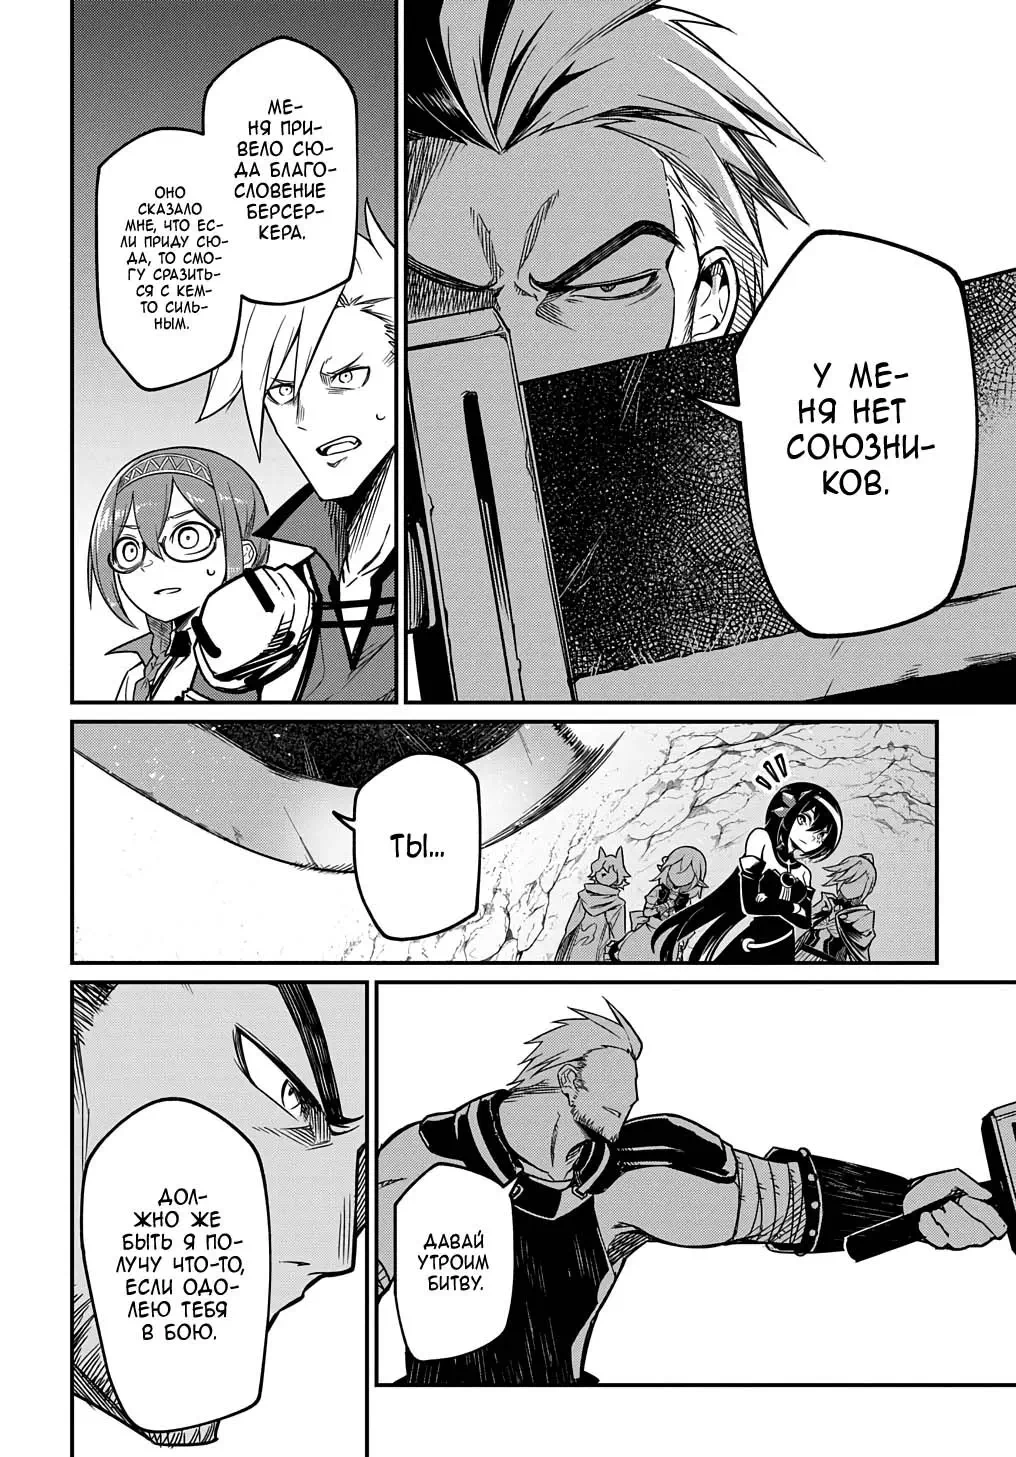 У МЕ-
НЯ НЕТ
СОЮЗНИ-
КОВ.
МЕ-
НЯ ПРИ-
ВЕЛО СЮ-
ДА БЛАГО-
СЛОВЕНИЕ
БЕРСЕР-
КЕРА.
ОНО
СКАЗАЛО
МНЕ, ЧТО ЕС-
ЛИ ПРИДУ СЮ-
ДА, ТО СМО-
ГУ СРАЗИТЬ-
СЯ С КЕМ-
ТО СИЛЬ-
НЫМ.
ТЫ...
ДАВАЙ
УТРОИМ
БИТВУ.
ДОЛ-
ЖНО ЖЕ
БЫТЬ Я ПО-
ЛУЧУ ЧТО-ТО,
ЕСЛИ ОДО-
ЛЕЮ ТЕБЯ
В БОЮ.